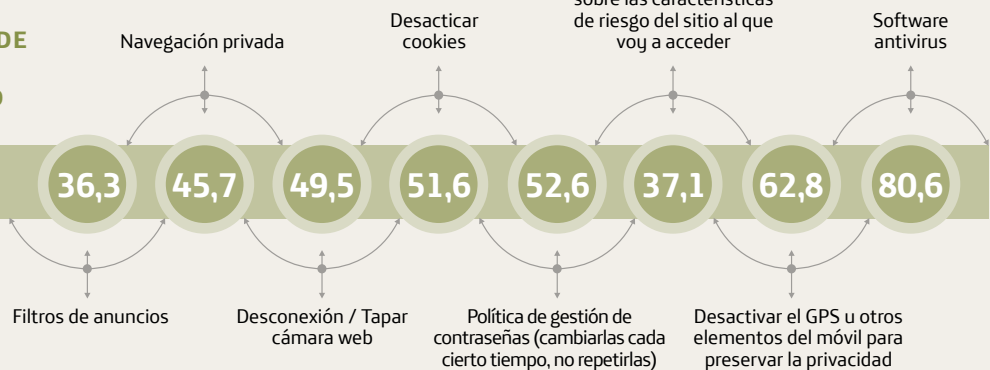 sobre las características
de riesgo del sitio al que
voy a acceder
Desacticar
cookies
Software
antivirus
DE
Navegación privada
36,3
45,7
49,5
51,6
52,6
37,1
62,8
80,6
Filtros de anuncios
Desconexión / Tapar
cámara web
Política de gestión de
contraseñas (cambiarlas cada
cierto tiempo, no repetirlas)
Desactivar el GPS u otros
elementos del móvil para
preservar la privacidad